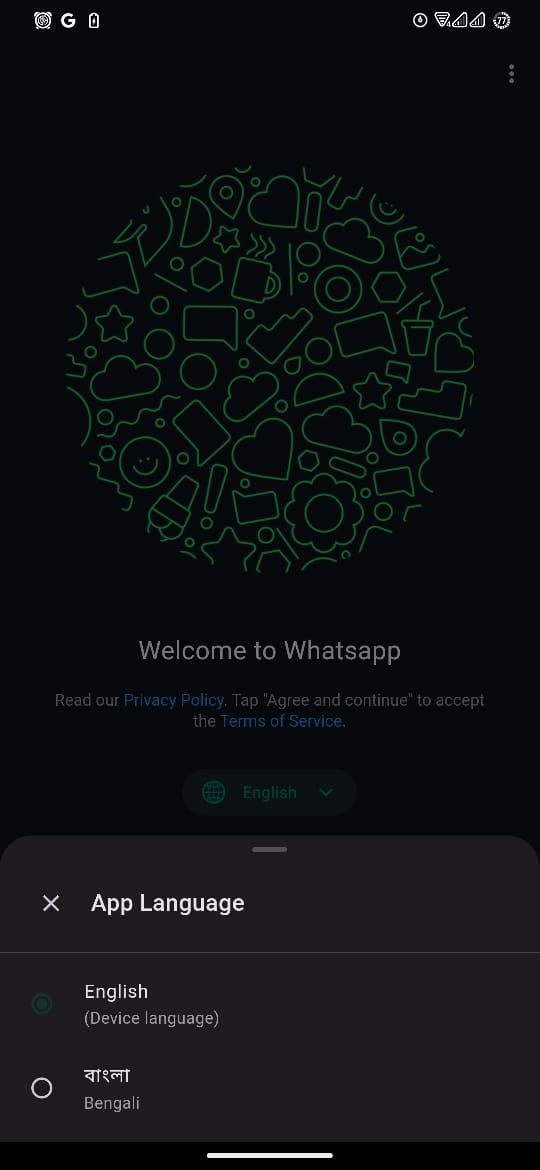 77
Welcome to Whatsapp
Read our Privacy Policy. Tap "Agree and continue" to accept
the Terms of Service.
English
App Language
English
(Device language)
বাংলা
Bengali